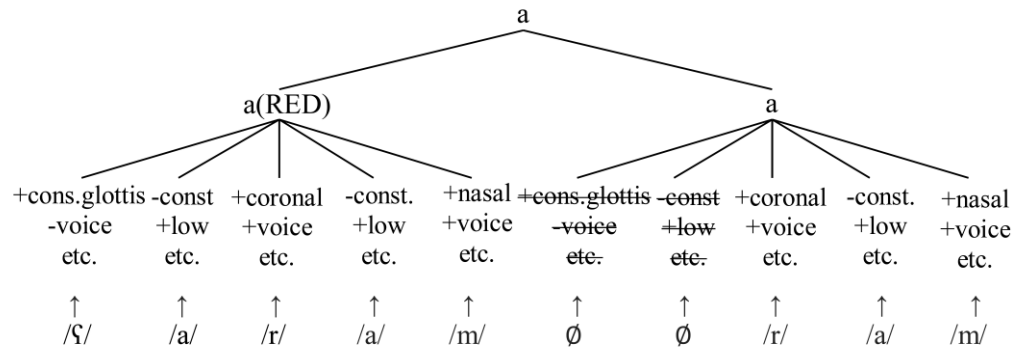 a
a(RED) a
+cons.glottis -const +coronal -const. +nasal +cons.glottis -const +coronal -const. +nasal
-voice +low +voice +low +voice -voice +low +voice +low +voice
etc. etc. etc. etc. etc. etc. etc. etc. etc. etc.
↑ ↑ ↑ ↑ ↑ ↑ ↑ ↑ ↑ ↑
/ʕ/ /a/ /r/ /a/ /m/ ∅ ∅ /r/ /a/ /m/